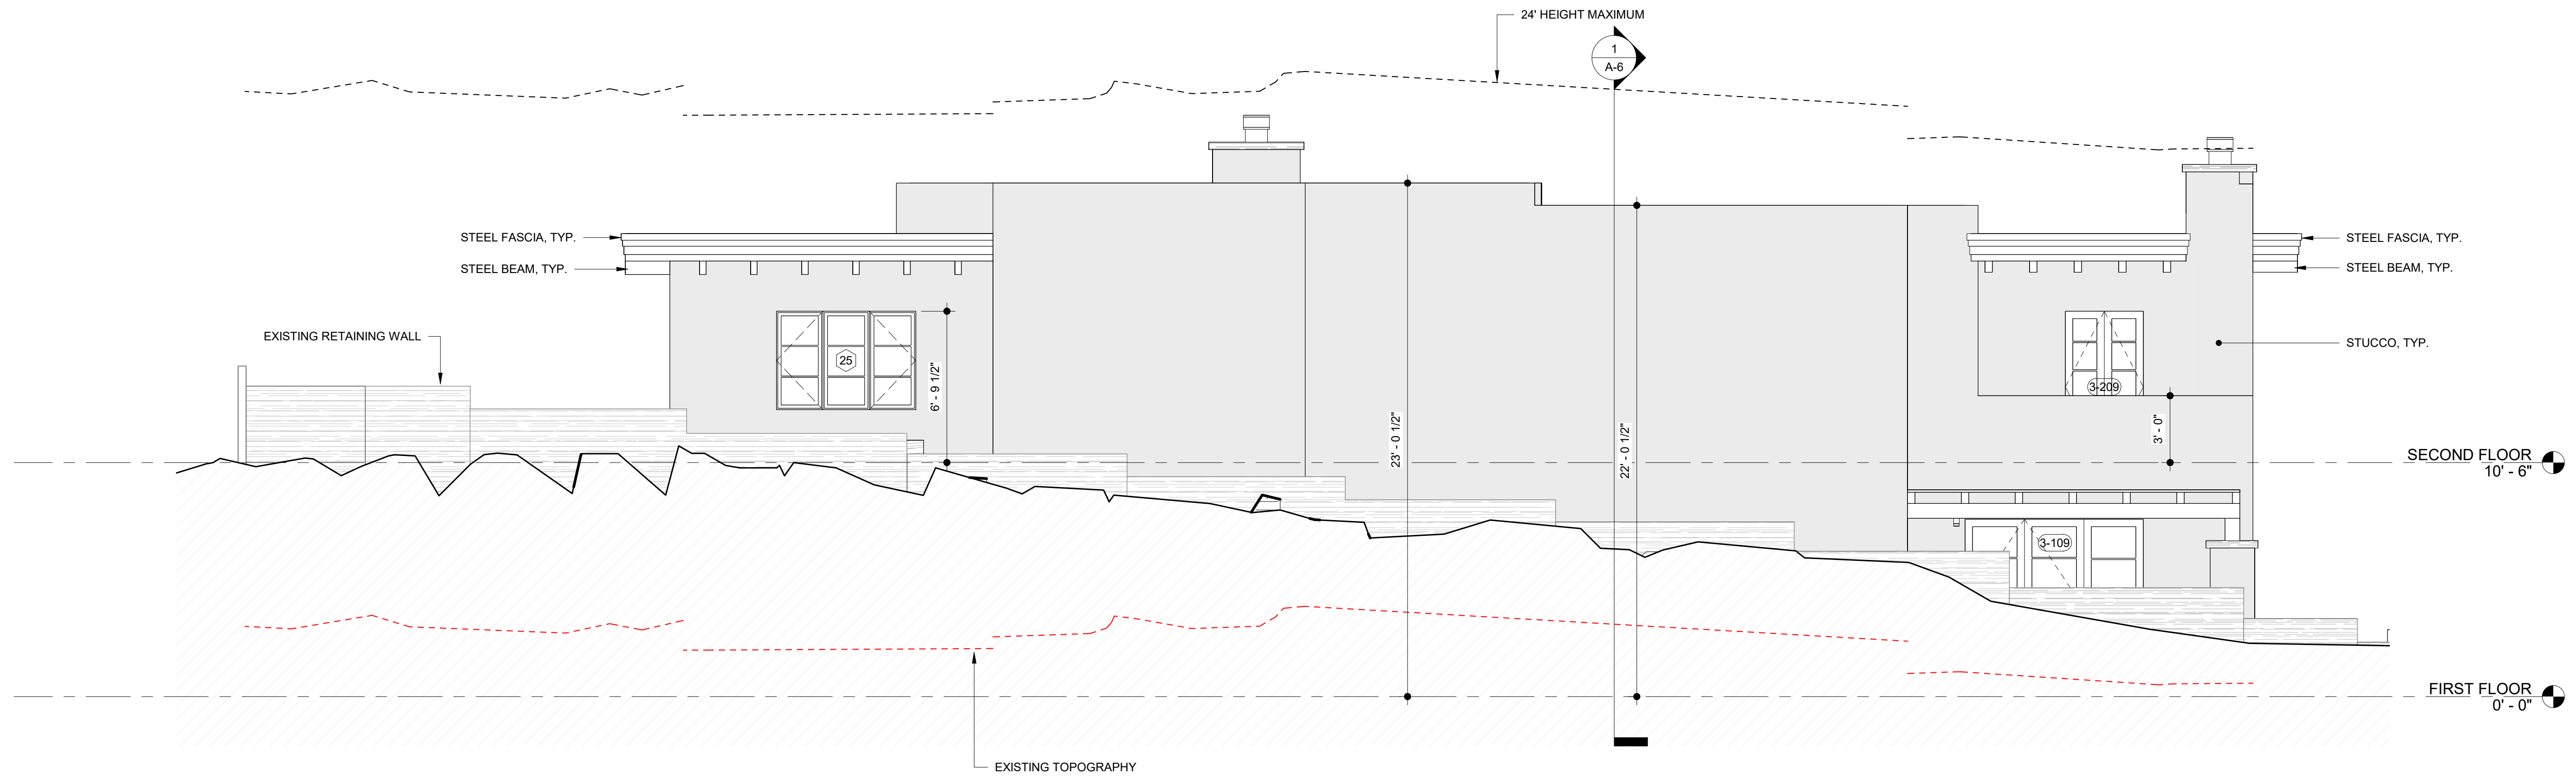 24' HEIGHT MAXIMUM
1
A-6
STEEL FASCIA, TYP.
STEEL BEAM, TYP.
EXISTING RETAINING WALL
25
6' - 9 1/2"
23' - 0 1/2"
22' - 0 1/2"
STEEL FASCIA, TYP.
STEEL BEAM, TYP.
STUCCO, TYP.
3-209
3' - 0"
SECOND FLOOR
10' - 6"
3-109
FIRST FLOOR
0' - 0"
EXISTING TOPOGRAPHY